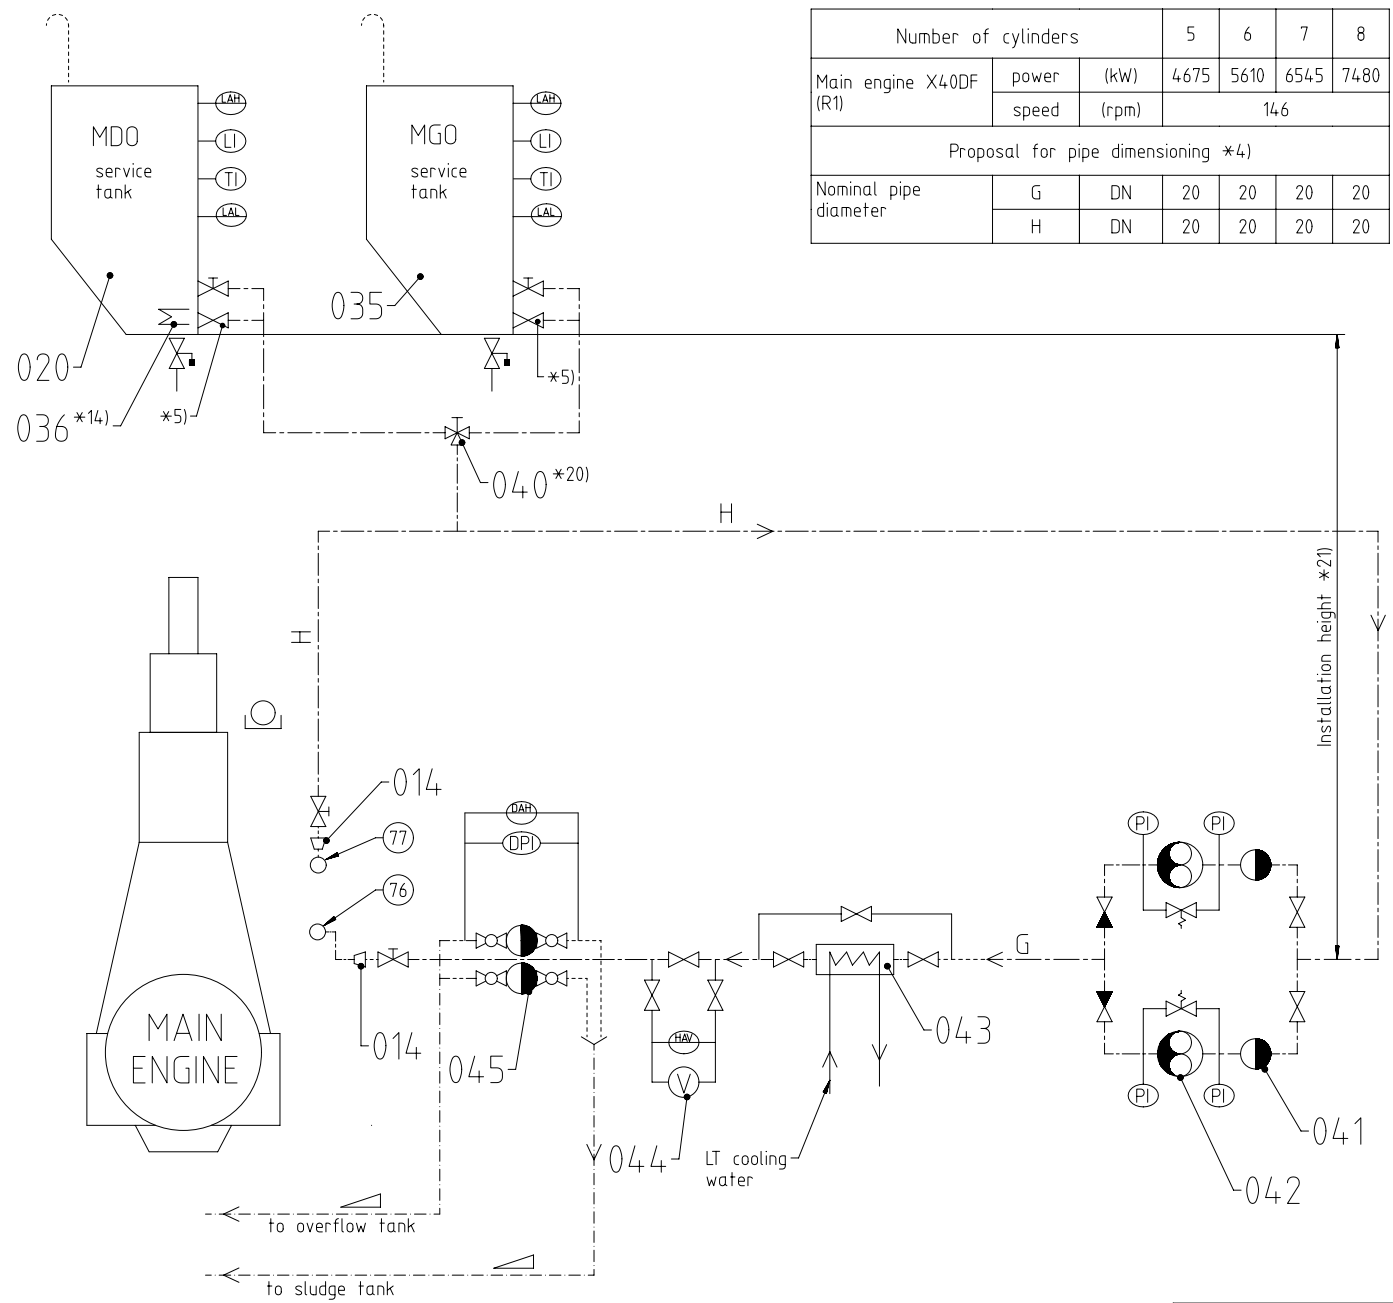 Number of cylinders 5 6 7 8
Main engine X40DF (R1) power (kW) 4675 5610 6545 7480
speed (rpm) 146
Proposal for pipe dimensioning *4)
Nominal pipe diameter G DN 20 20 20 20
H DN 20 20 20 20
MDO
service
tank
LAH
LI
TI
LAL
MGO
service
tank
LAH
LI
TI
LAL
020
036 *14)
*5)
035
*5)
040 *20)
H
H
Installation height *21)
014
77
76
014
DAH
DPI
045
MAIN
ENGINE
HAV
V
044
LT cooling
water
043
G
PI
PI
PI
PI
041
042
to overflow tank
to sludge tank